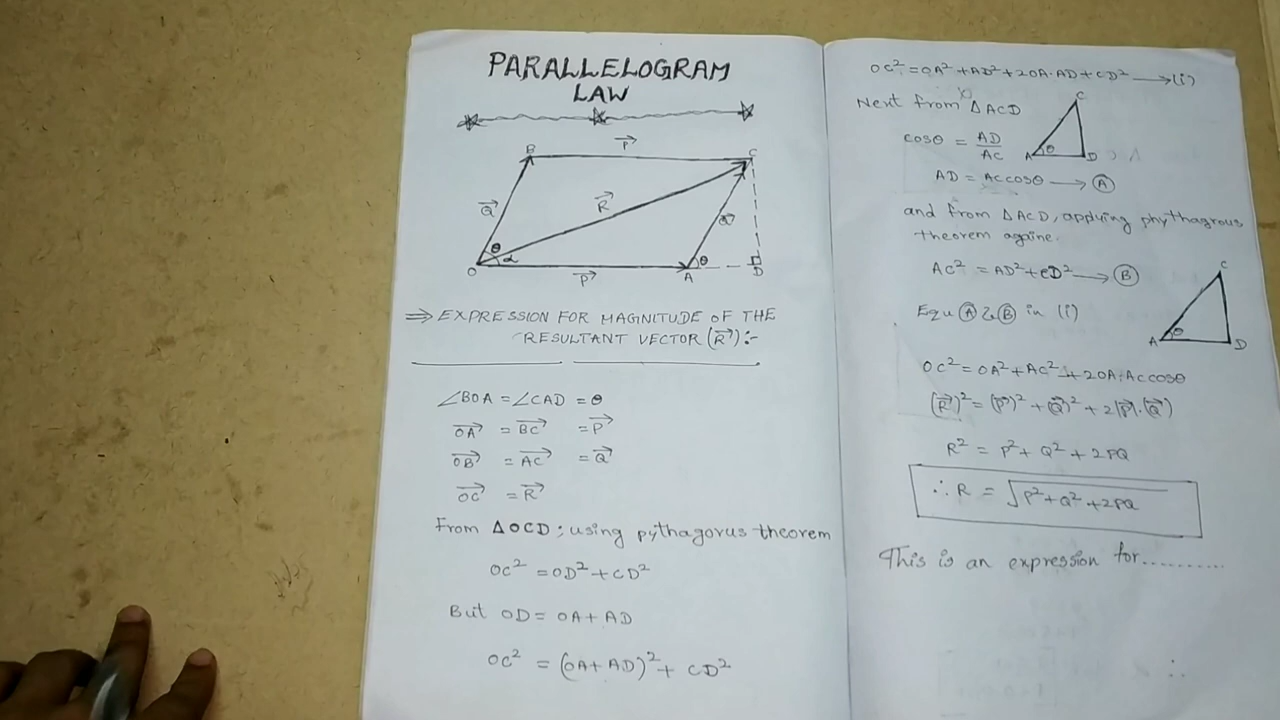 PARALLELOGRAM
LAW
B
P⃗
C
Q⃗
R⃗
Q⃗
θ
α
θ
O
P⃗
A
D
⇒ EXPRESSION FOR MAGNITUDE OF THE
RESULTANT VECTOR (R⃗):-
∠BOA = ∠CAD = θ
OA⃗ = BC⃗ = P⃗
OB⃗ = AC⃗ = Q⃗
OC⃗ = R⃗
From ΔOCD; using pythagorus theorem
OC² = OD² + CD²
But OD = OA + AD
OC² = (OA + AD)² + CD²
OC² = OA² + AD² + 2OA·AD + CD² → (i)
Next from ΔACD
C
cosθ = AD/AC
A θ D
AD = AC cosθ → Ⓐ
and from ΔACD, applying phythagrous
theorem againe.
AC² = AD² + CD² → Ⓑ
C
Equ Ⓐ & Ⓑ in (i)
A θ D
OC² = OA² + AC² + 2OA·AC cosθ
(R⃗)² = (P⃗)² + (Q⃗)² + 2(P⃗)·(Q⃗)
R² = P² + Q² + 2PQ
∴ R = √P² + Q² + 2PQ
This is an expression for..........